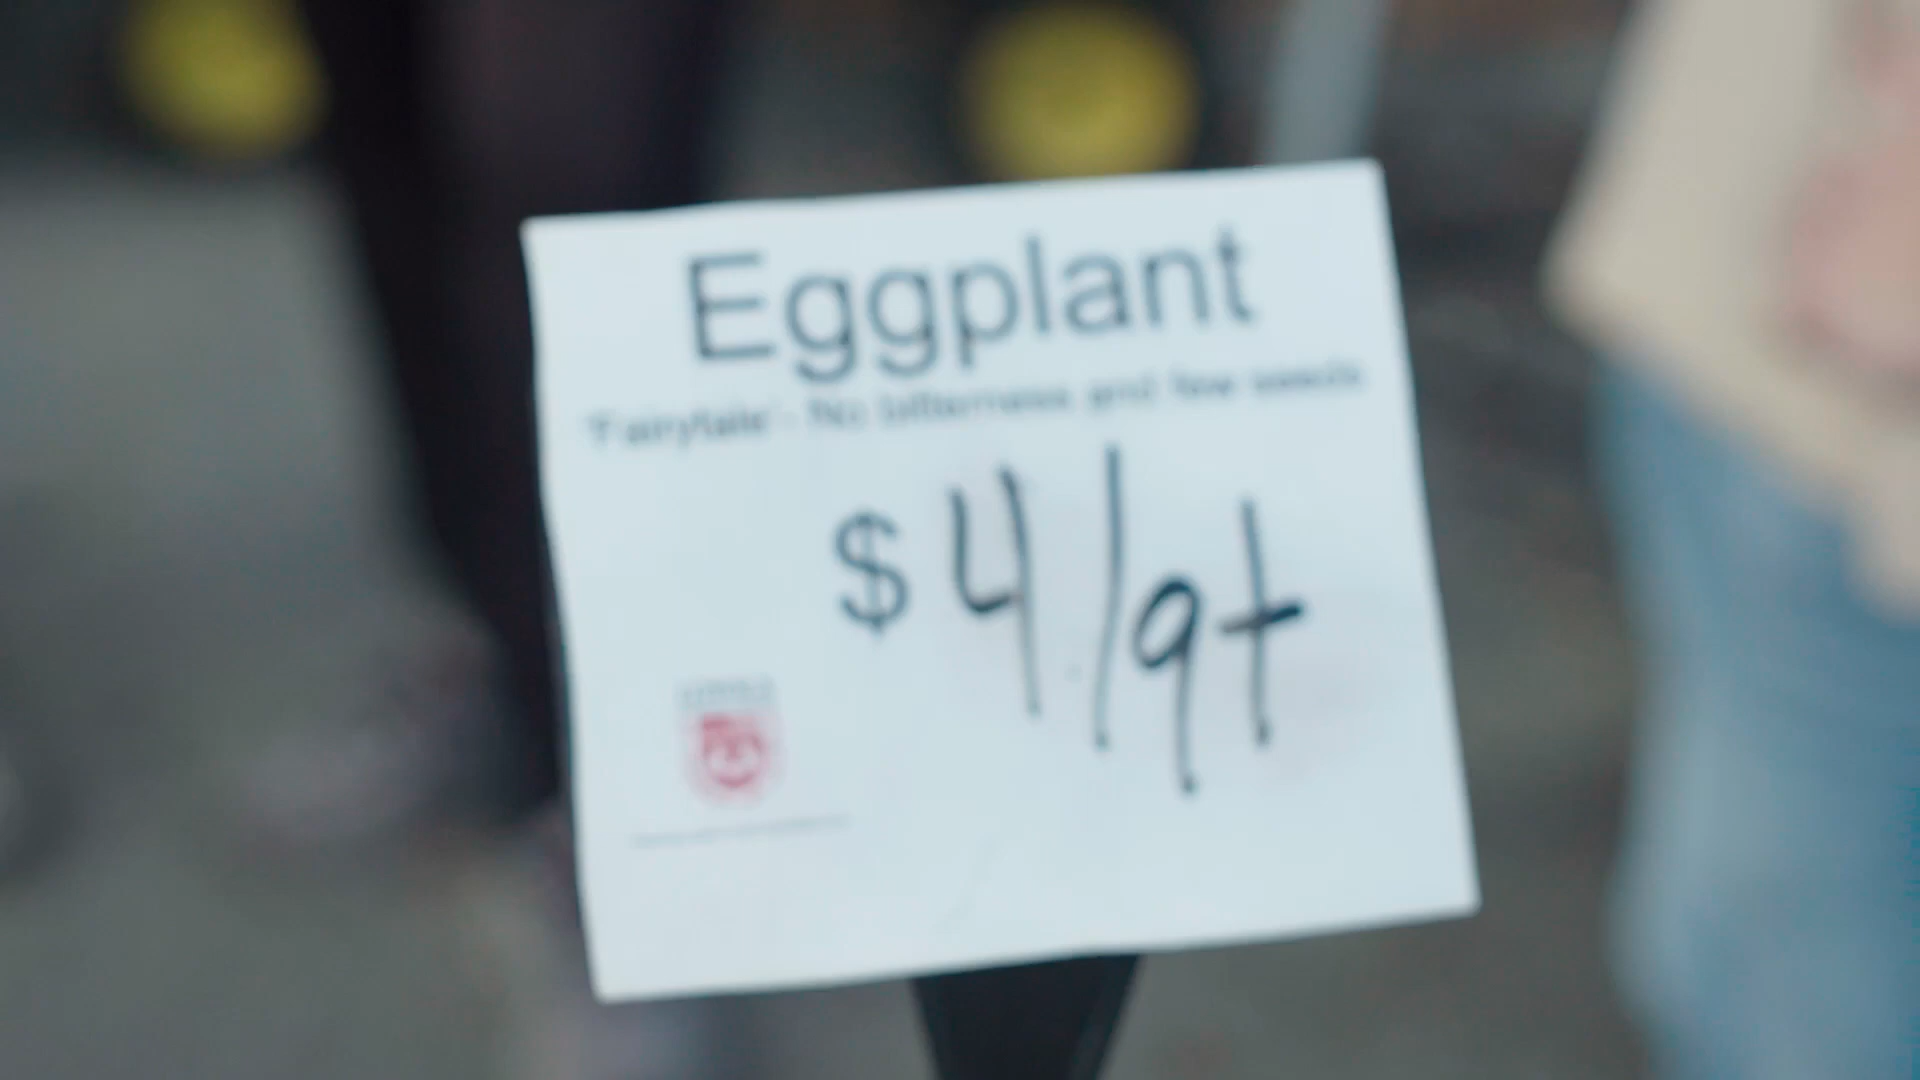 Eggplant
'Fairytale' - No bitterness and few seeds
$4/qt